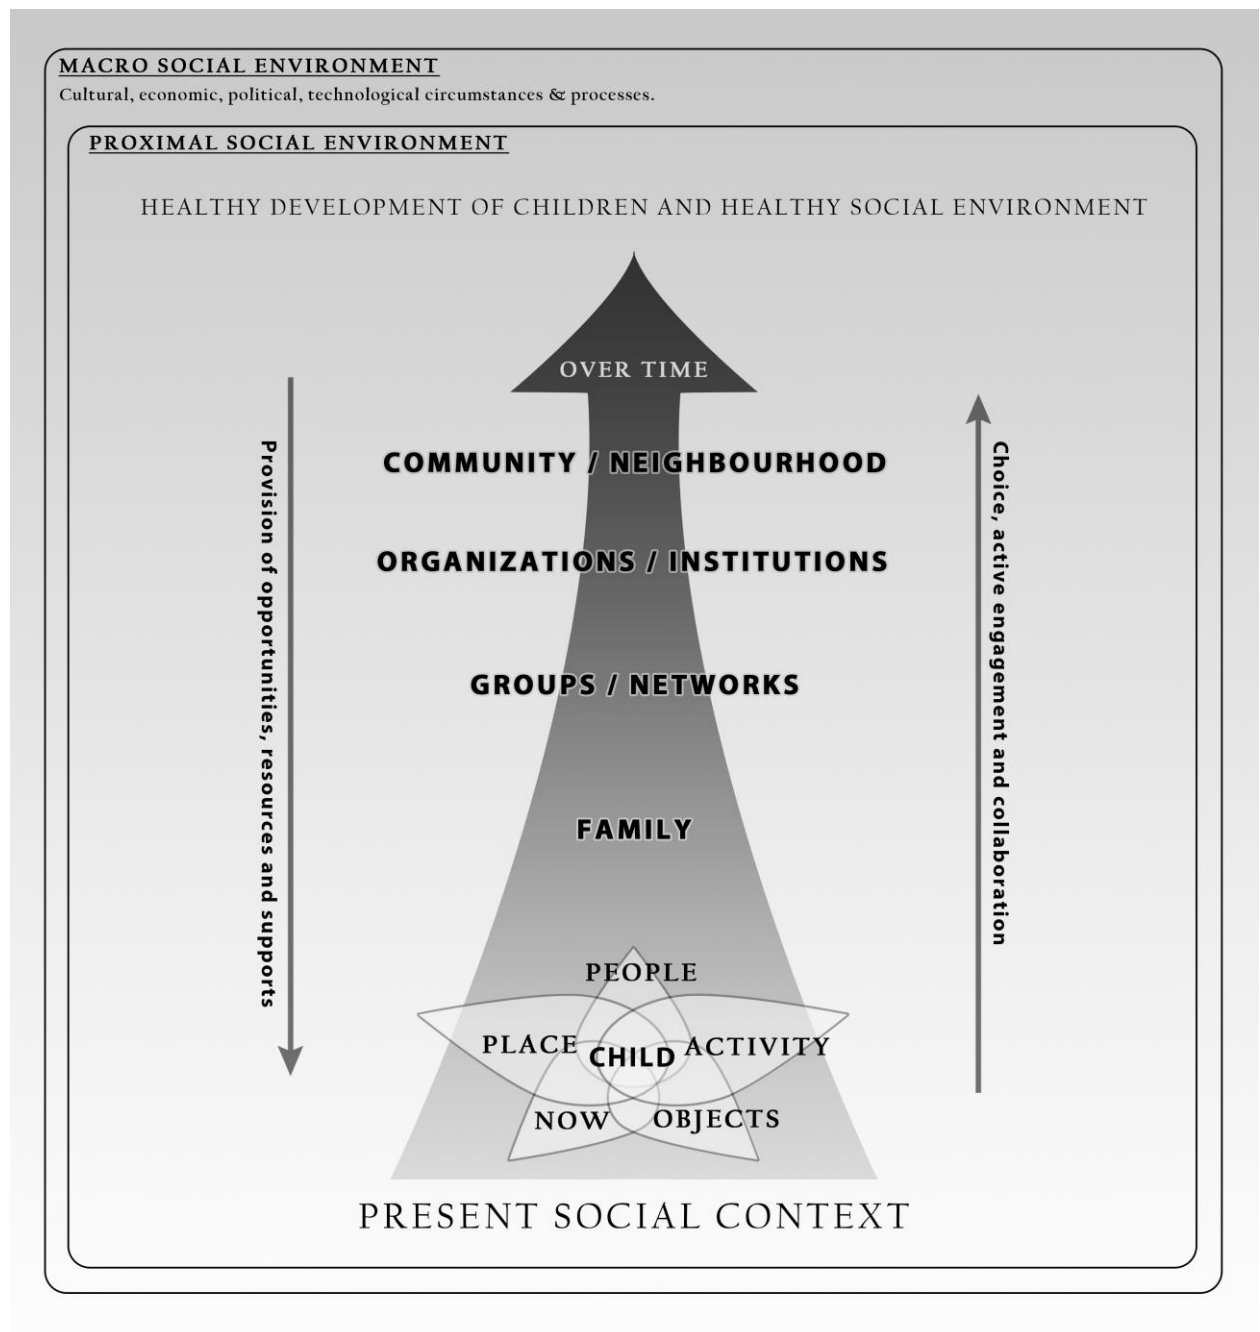 MACRO SOCIAL ENVIRONMENT
Cultural, economic, political, technological circumstances & processes.
PROXIMAL SOCIAL ENVIRONMENT
HEALTHY DEVELOPMENT OF CHILDREN AND HEALTHY SOCIAL ENVIRONMENT
OVER TIME
Provision of opportunities, resources and supports
COMMUNITY / NEIGHBOURHOOD
ORGANIZATIONS / INSTITUTIONS
GROUPS / NETWORKS
FAMILY
Choice, active engagement and collaboration
PEOPLE
PLACE
CHILD
ACTIVITY
NOW
OBJECTS
PRESENT SOCIAL CONTEXT